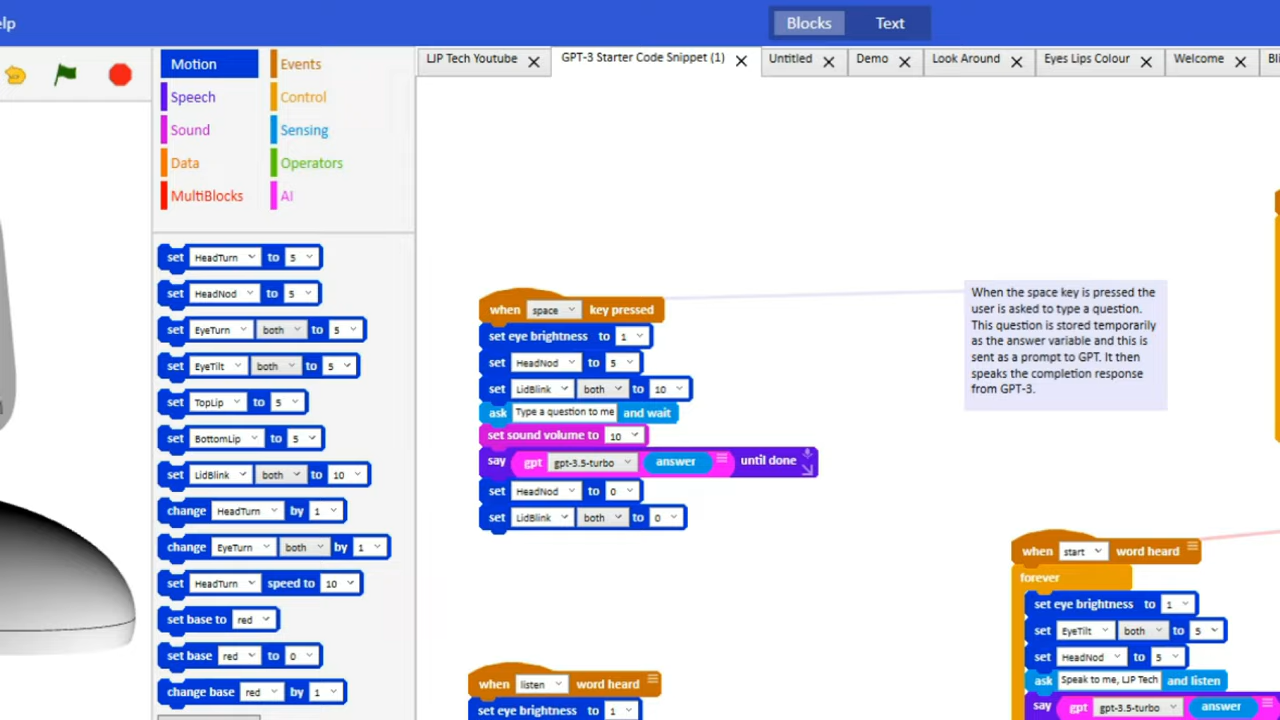 elp
Blocks Text
Motion Events
Speech Control
Sound Sensing
Data Operators
MultiBlocks AI
set HeadTurn to 5
set HeadNod to 5
set EyeTurn both to 5
set EyeTilt both to 5
set TopLip to 5
set BottomLip to 5
set LidBlink both to 10
change HeadTurn by 1
change EyeTurn both by 1
set HeadTurn speed to 10
set base to red
set base red to 0
change base red by 1
LJP Tech Youtube GPT-3 Starter Code Snippet (1) Untitled Demo Look Around Eyes Lips Colour Welcome Bli
when space key pressed
set eye brightness to 1
set HeadNod to 5
set LidBlink both to 10
ask Type a question to me and wait
set sound volume to 10
say gpt gpt-3.5-turbo answer until done
set HeadNod to 0
set LidBlink both to 0
When the space key is pressed the
user is asked to type a question.
This question is stored temporarily
as the answer variable and this is
sent as a prompt to GPT. It then
speaks the completion response
from GPT-3.
when listen word heard
set eye brightness to 1
when start word heard
forever
set eye brightness to 1
set EyeTilt both to 5
set HeadNod to 5
ask Speak to me, LJP Tech and listen
say gpt gpt-3.5-turbo answer